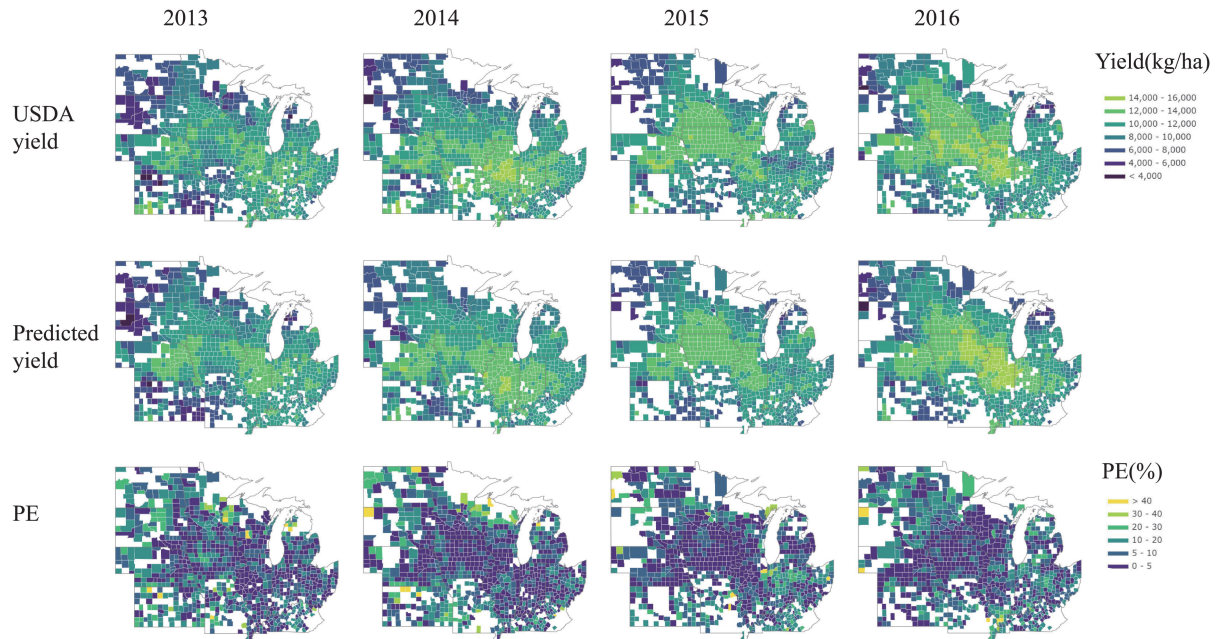 2013 2014 2015 2016
USDA
yield
Yield(kg/ha)
14,000 - 16,000
12,000 - 14,000
10,000 - 12,000
8,000 - 10,000
6,000 - 8,000
4,000 - 6,000
< 4,000
Predicted
yield
PE
PE(%)
> 40
30 - 40
20 - 30
10 - 20
5 - 10
0 - 5